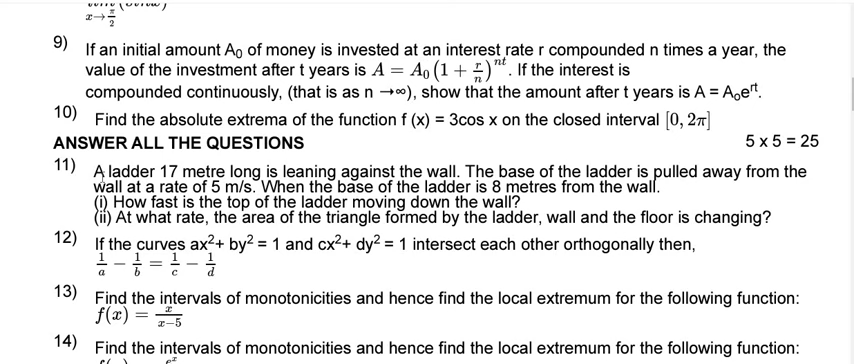 x→π/2
9) If an initial amount A₀ of money is invested at an interest rate r compounded n times a year, the
value of the investment after t years is A = A₀(1 + r/n)ⁿᵗ. If the interest is
compounded continuously, (that is as n →∞), show that the amount after t years is A = A₀eʳᵗ.
10) Find the absolute extrema of the function f (x) = 3cos x on the closed interval [0, 2π]
ANSWER ALL THE QUESTIONS 5 x 5 = 25
11) A ladder 17 metre long is leaning against the wall. The base of the ladder is pulled away from the
wall at a rate of 5 m/s. When the base of the ladder is 8 metres from the wall.
(i) How fast is the top of the ladder moving down the wall?
(ii) At what rate, the area of the triangle formed by the ladder, wall and the floor is changing?
12) If the curves ax²+ by² = 1 and cx²+ dy² = 1 intersect each other orthogonally then,
1/a − 1/b = 1/c − 1/d
13) Find the intervals of monotonicities and hence find the local extremum for the following function:
f(x) = x/(x−5)
14) Find the intervals of monotonicities and hence find the local extremum for the following function: